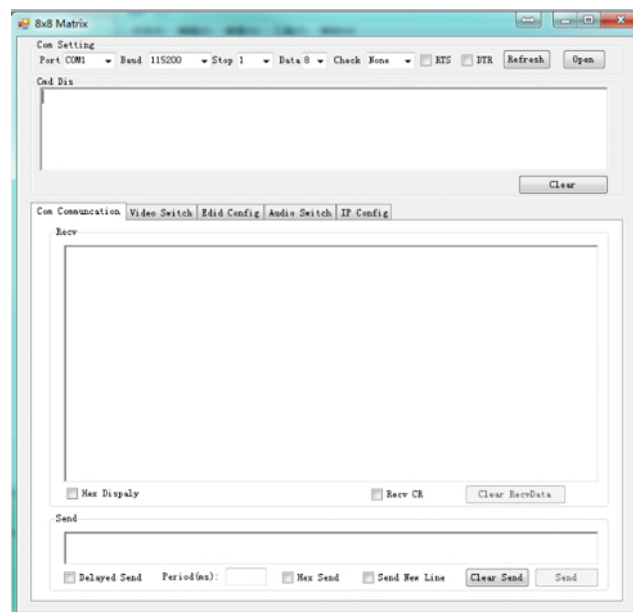 8x8 Matrix
Com Setting
Port COM1 Baud 115200 Stop 1 Data 8 Check None RTS DTR Refresh Open
Cmd Dis
Clear
Com Communcation Video Switch Edid Config Audio Switch IP Config
Recv
Hex Dispaly Recv CR Clear RecvData
Send
Delayed Send Period(ms): Hex Send Send New Line Clear Send Send